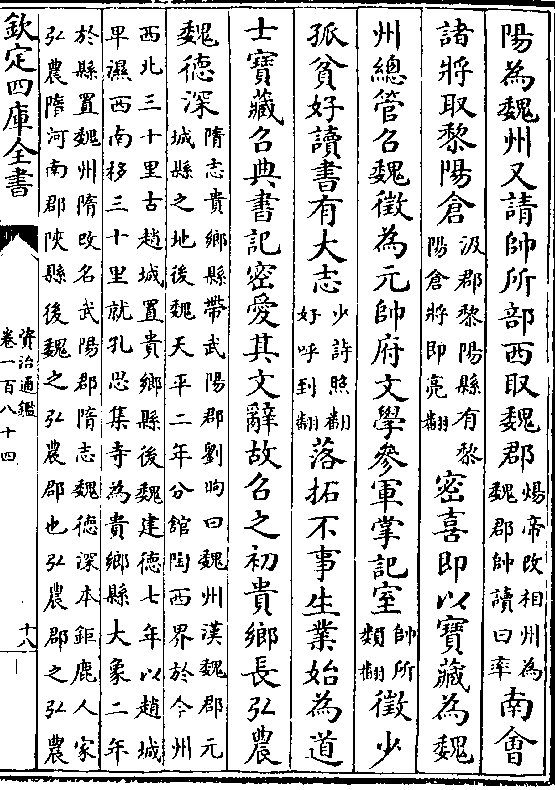 陽為魏州又請帥所部西取魏郡煬帝改相州為魏郡帥讀曰率南會
諸將取黎陽倉汲郡黎陽縣有黎陽倉將即亮翻密喜即以寶藏為魏
州總管召魏徵為元帥府文學參軍掌記室帥所類翻徵少
孤貧好讀書有大志少詩照翻好呼到翻落拓不事生業始為道
士寶藏召典書記密愛其文辭故召之初貴鄉長弘農
魏德深隋志貴鄉縣帶武陽郡劉昫曰魏州漢魏郡元城縣之地後魏天平二年分館陶西界於今州
西北三十里古趙城置貴鄉縣後魏建德七年以趙城卑濕西南移三十里就孔思集寺為貴鄉縣大象二年
於縣置魏州隋改名武陽郡隋志魏德深本鉅鹿人家弘農隋河南郡陜縣後魏之弘農郡也弘農郡之弘農
欽定四庫全書
資治通鑑
卷一百八十四
十八